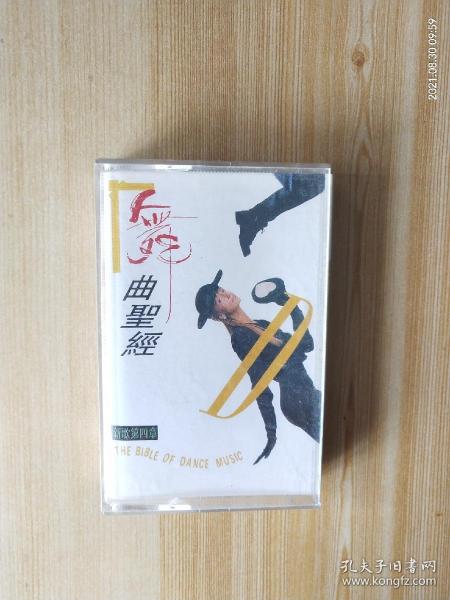 2021.08.30 09:59
舞
曲聖經
新歌第四章
THE BIBLE OF DANCE MUSIC
孔夫子旧书网
www.kongfz.com